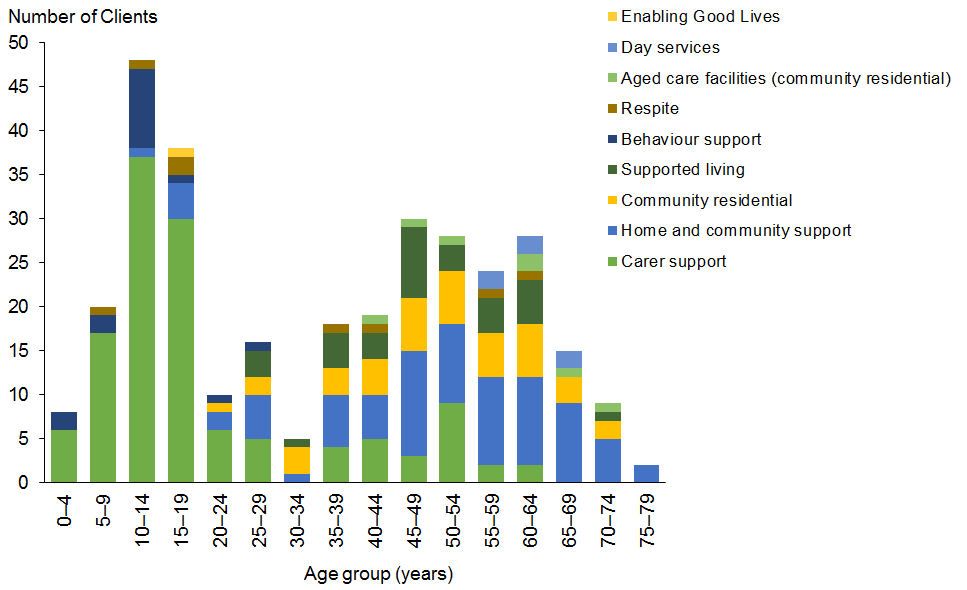 Number of Clients
50
45
40
35
30
25
20
15
10
5
0
0–4
5–9
10–14
15–19
20–24
25–29
30–34
35–39
40–44
45–49
50–54
55–59
60–64
65–69
70–74
75–79
Age group (years)
Enabling Good Lives
Day services
Aged care facilities (community residential)
Respite
Behaviour support
Supported living
Community residential
Home and community support
Carer support